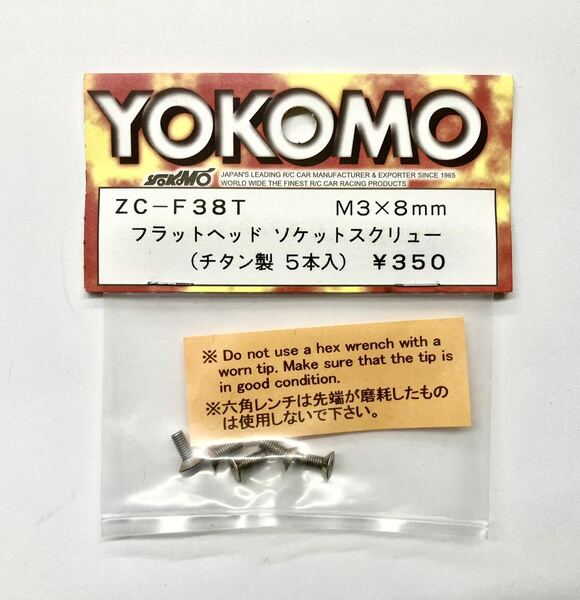 YOKOMO
YOKOMO JAPAN'S LEADING R/C CAR MANUFACTURER & EXPORTER SINCE 1965
WORLD WIDE THE FINEST R/C CAR RACING PRODUCTS
ZC-F38T M3×8mm
フラットヘッド ソケットスクリュー
(チタン製 5本入) ¥350
※ Do not use a hex wrench with a
worn tip. Make sure that the tip is
in good condition.
※六角レンチは先端が磨耗したもの
は使用しないで下さい。